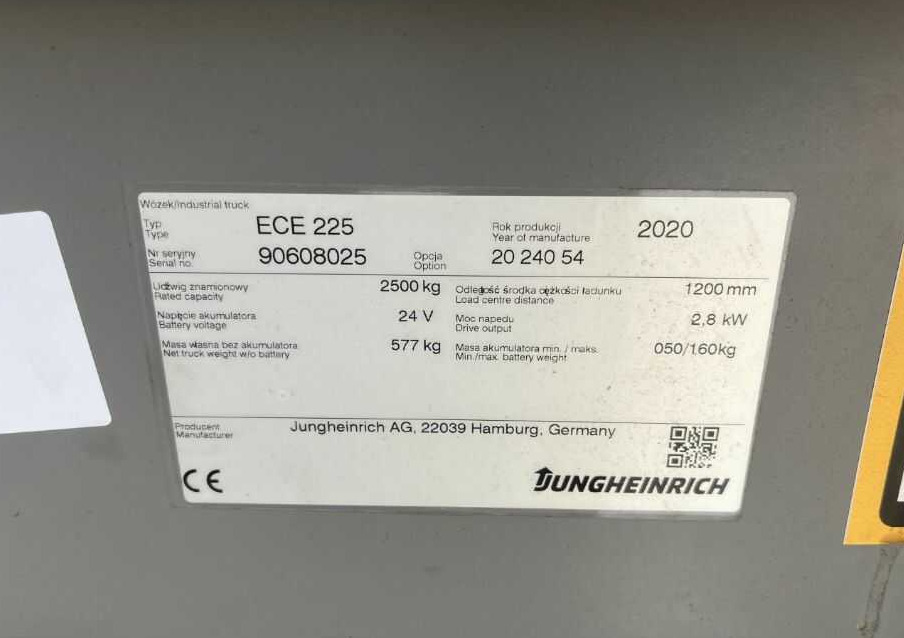 Wózek/Industrial truck
Typ
Type
ECE 225
Rok produkcji
Year of manufacture
2020
Nr seryjny
Serial no.
90608025
Opcja
Option
20 240 54
Udźwig znamionowy
Rated capacity
2500 kg
Odległość środka ciężkości ładunku
Load centre distance
1200 mm
Napięcie akumulatora
Battery voltage
24 V
Moc napedu
Drive output
2,8 kW
Masa własna bez akumulatora
Net truck weight w/o battery
577 kg
Masa akumulatora min. / maks.
Min./max. battery weight
050/160kg
Producent
Manufacturer
Jungheinrich AG, 22039 Hamburg, Germany
CE
JUNGHEINRICH